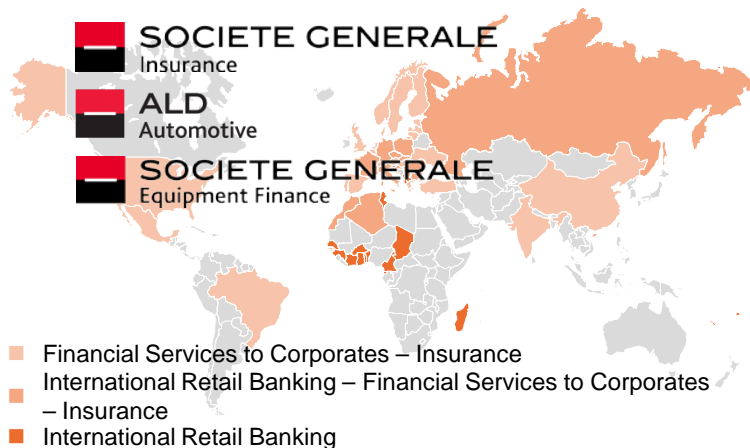 SOCIETE GENERALE
Insurance
ALD
Automotive
SOCIETE GENERALE
Equipment Finance
Financial Services to Corporates – Insurance
International Retail Banking – Financial Services to Corporates
– Insurance
International Retail Banking